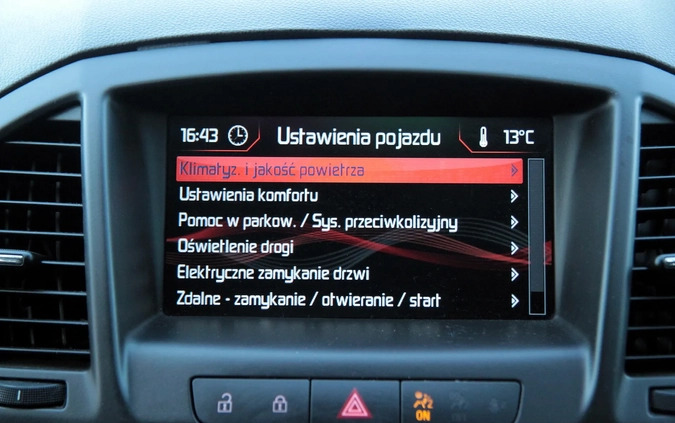 16:43 Ustawienia pojazdu 13°C
Klimatyz. i jakość powietrza
Ustawienia komfortu
Pomoc w parkow. / Sys. przeciwkolizyjny
Oświetlenie drogi
Elektryczne zamykanie drzwi
Zdalne - zamykanie / otwieranie / start
2
ON